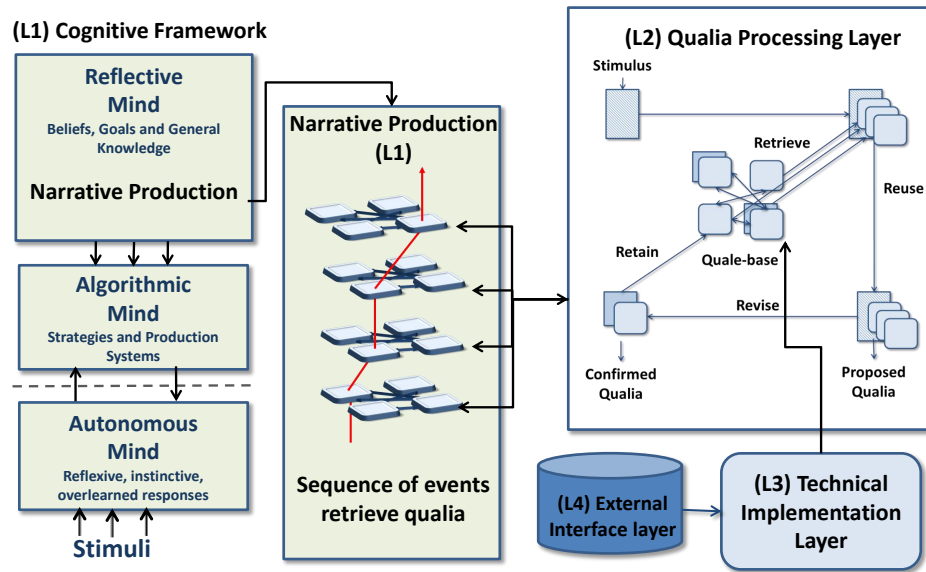 (L1) Cognitive Framework
Reflective
Mind
Beliefs, Goals and General
Knowledge
Narrative Production
Algorithmic
Mind
Strategies and Production
Systems
Autonomous
Mind
Reflexive, instinctive,
overlearned responses
Stimuli
Narrative Production
(L1)
Sequence of events
retrieve qualia
(L2) Qualia Processing Layer
Stimulus
Retrieve
Reuse
Retain
Quale-base
Revise
Confirmed
Qualia
Proposed
Qualia
(L4) External
Interface layer
(L3) Technical
Implementation
Layer